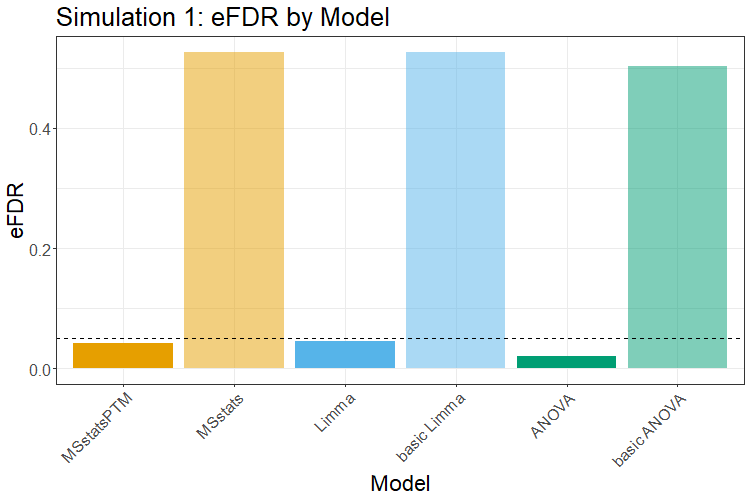 Simulation 1: eFDR by Model
eFDR
0.4
0.2
0.0
MSstatsPTM
MSstats
Limma
basic Limma
ANOVA
basic ANOVA
Model